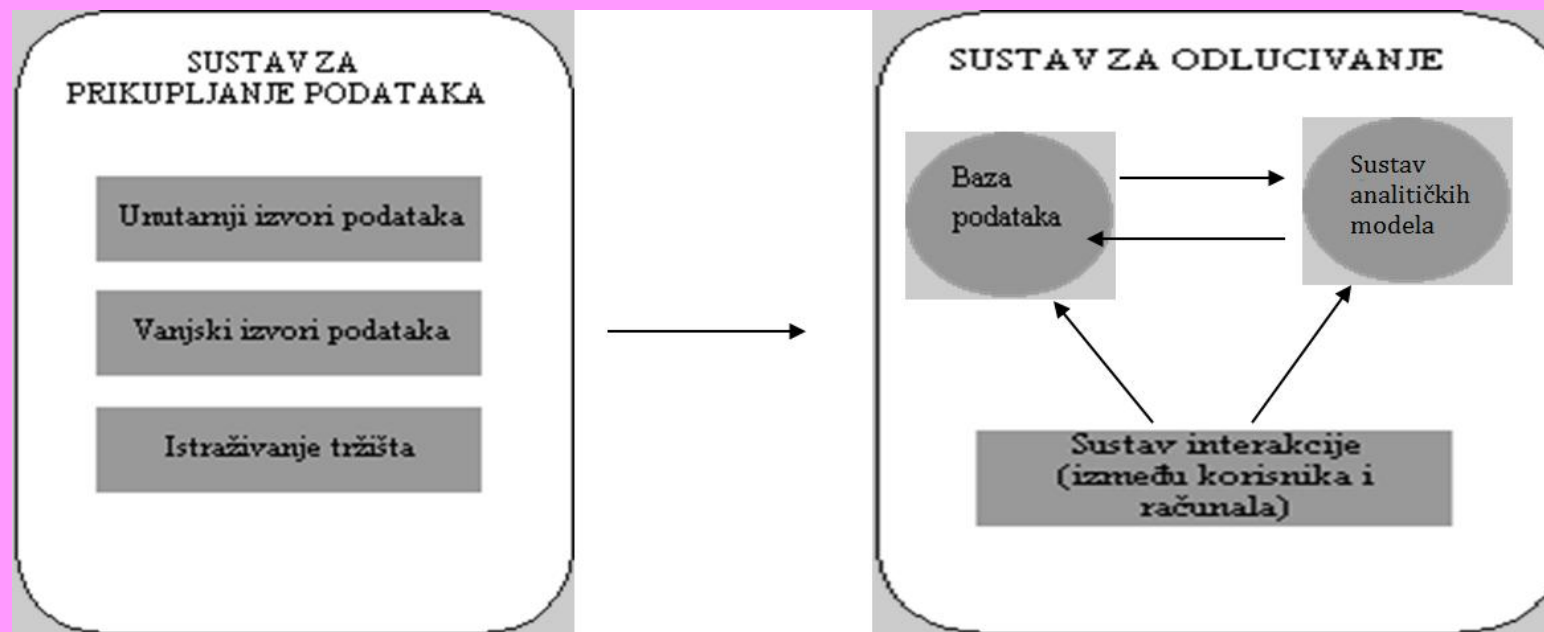 SUSTAV ZA
PRIKUPLJANJE PODATAKA
Unutarnji izvori podataka
Vanjski izvori podataka
Istraživanje tržišta
SUSTAV ZA ODLUCIVANJE
Baza
podataka
Sustav
analitičkih
modela
Sustav interakcije
(između korisnika i
računala)